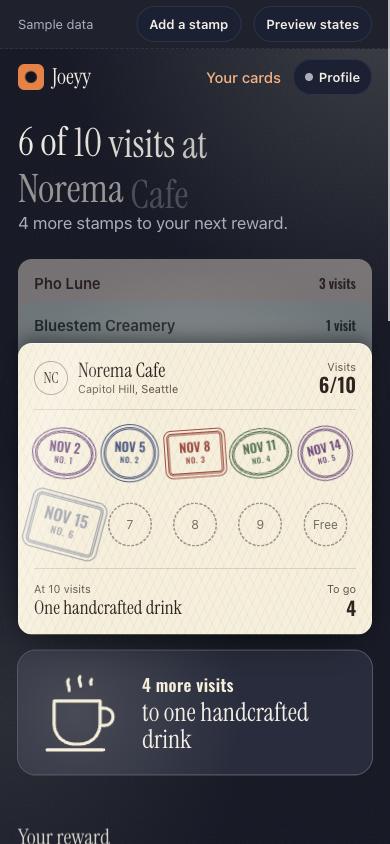 Sample data
Add a stamp
Preview states
Joeyy
Your cards
Profile
6 of 10 visits at
Norema Cafe
4 more stamps to your next reward.
Pho Lune
3 visits
Bluestem Creamery
1 visit
NC
Norema Cafe
Capitol Hill, Seattle
Visits
6/10
NOV 2
NO. 1
NOV 5
NO. 2
NOV 8
NO. 3
NOV 11
NO. 4
NOV 14
NO. 5
NOV 15
NO. 6
7
8
9
Free
At 10 visits
One handcrafted drink
To go
4
4 more visits
to one handcrafted
drink
Your reward